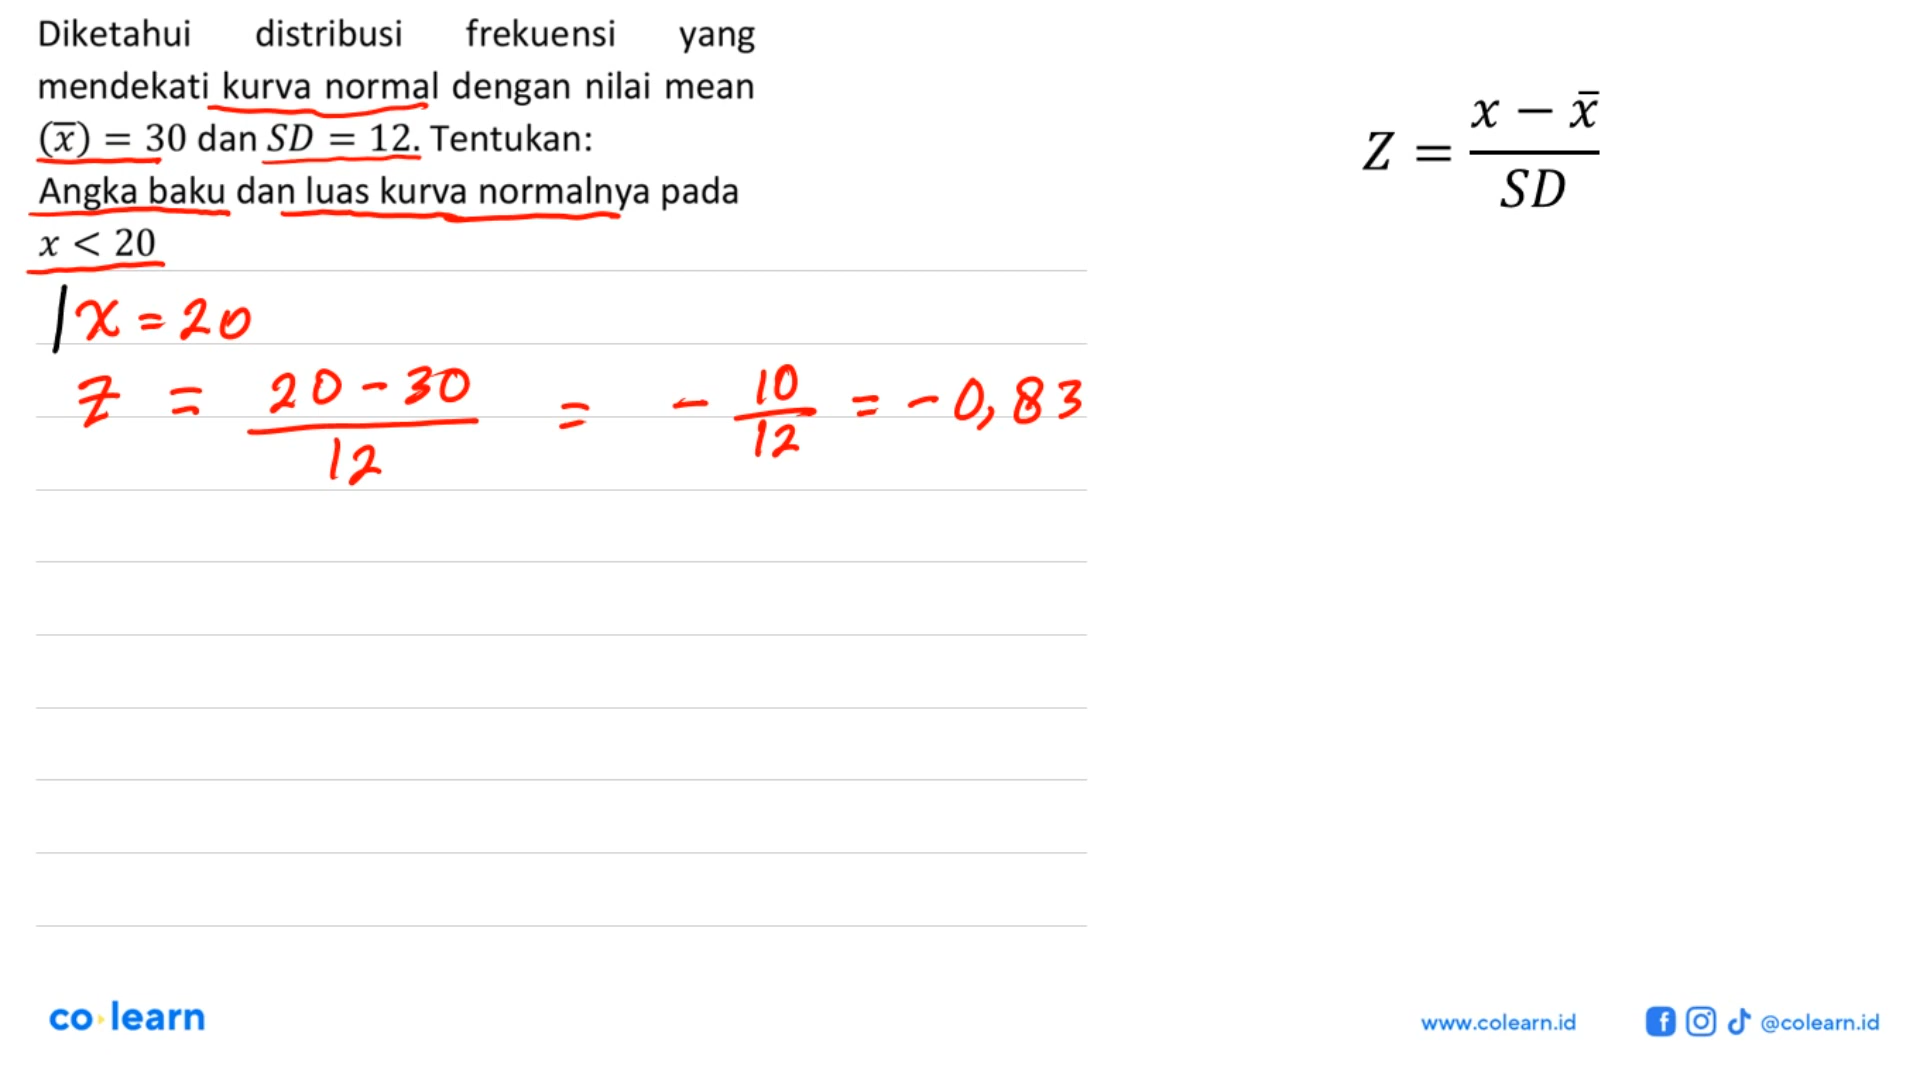 Diketahui distribusi frekuensi yang
mendekati kurva normal dengan nilai mean
(x̅) = 30 dan SD = 12. Tentukan:
Angka baku dan luas kurva normalnya pada
x < 20
Z = (x − x̅)/SD
x = 20
Z = (20 - 30)/12 = - 10/12 = -0,83
co learn
www.colearn.id
@colearn.id